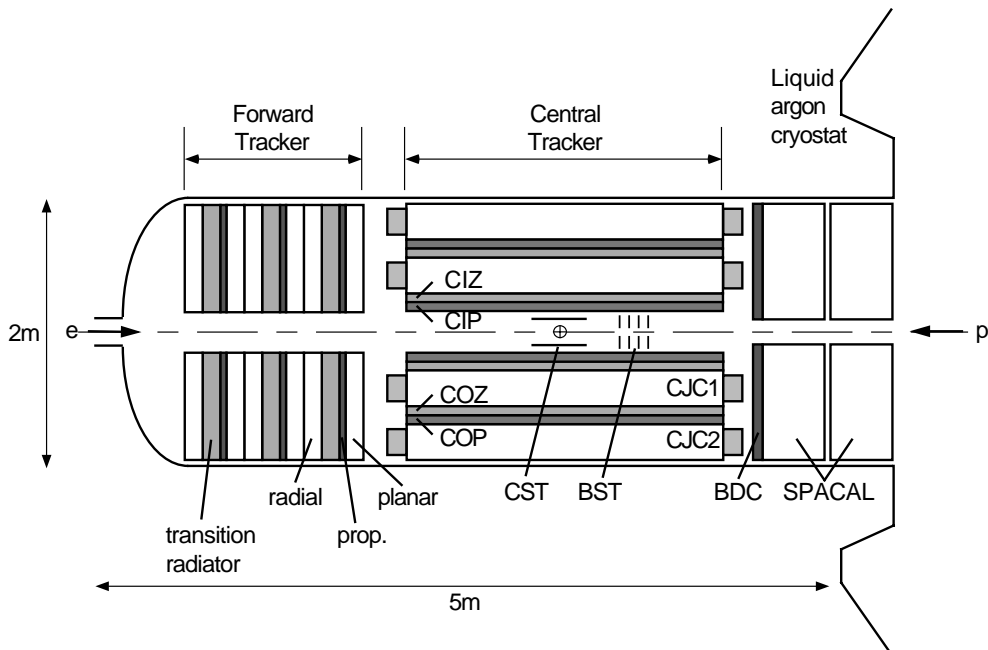 Liquid
argon
cryostat
Forward
Tracker
Central
Tracker
CIZ
CIP
e
2m
p
COZ
COP
CJC1
CJC2
CST
BST
BDC
SPACAL
radial
planar
transition
radiator
prop.
5m